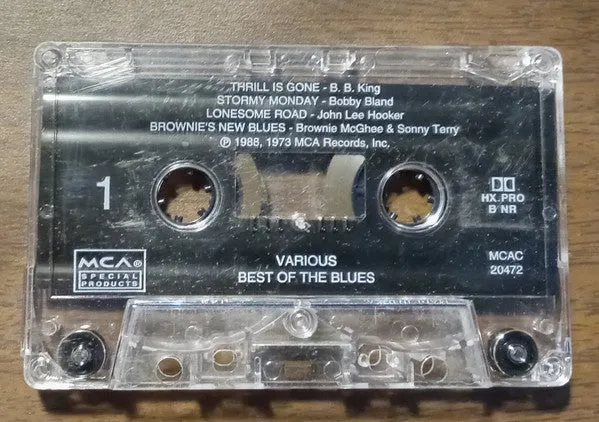 THRILL IS GONE - B. B. King
STORMY MONDAY - Bobby Bland
LONESOME ROAD - John Lee Hooker
BROWNIE'S NEW BLUES - Brownie McGhee & Sonny Terry
℗ 1988, 1973 MCA Records, Inc.
1
HX.PRO
B NR
MCA®
SPECIAL
PRODUCTS
VARIOUS
BEST OF THE BLUES
MCAC
20472